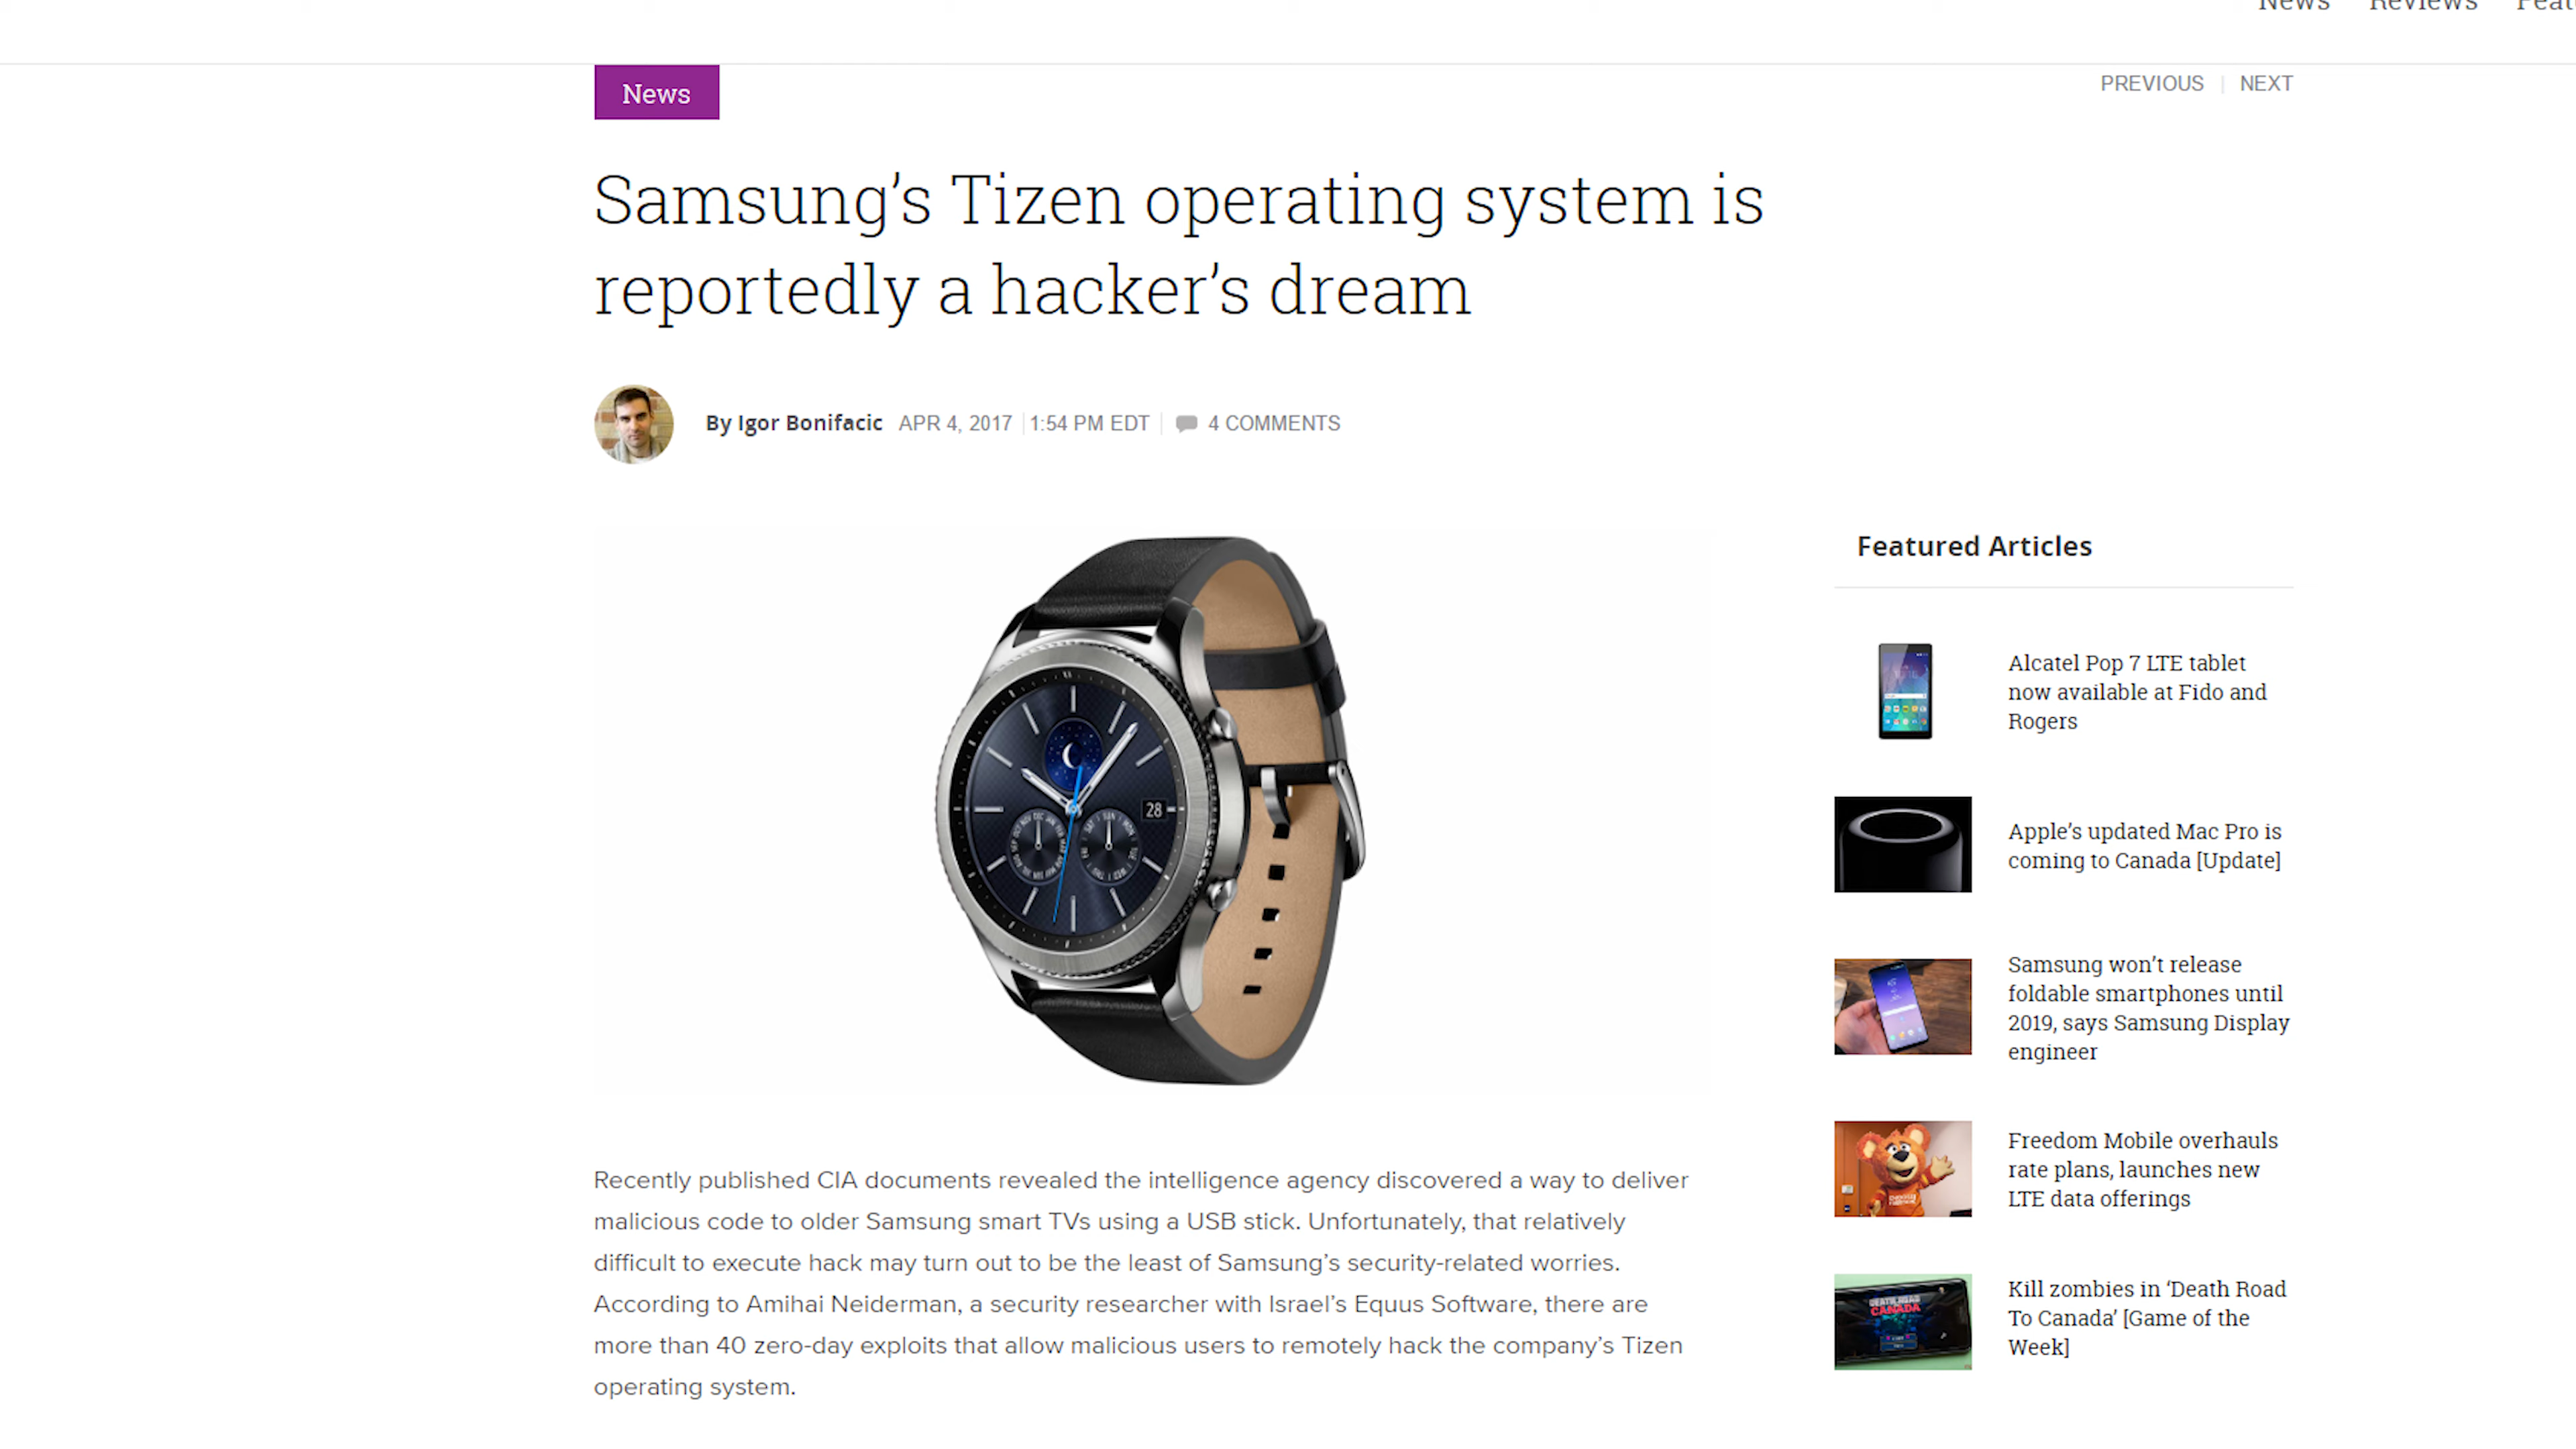 News Reviews
News
PREVIOUS | NEXT
Samsung’s Tizen operating system is
reportedly a hacker’s dream
By Igor Bonifacic APR 4, 2017 | 1:54 PM EDT | 4 COMMENTS
28
Recently published CIA documents revealed the intelligence agency discovered a way to deliver
malicious code to older Samsung smart TVs using a USB stick. Unfortunately, that relatively
difficult to execute hack may turn out to be the least of Samsung’s security-related worries.
According to Amihai Neiderman, a security researcher with Israel’s Equus Software, there are
more than 40 zero-day exploits that allow malicious users to remotely hack the company’s Tizen
operating system.
Featured Articles
Alcatel Pop 7 LTE tablet
now available at Fido and
Rogers
Apple’s updated Mac Pro is
coming to Canada [Update]
Samsung won’t release
foldable smartphones until
2019, says Samsung Display
engineer
Freedom Mobile overhauls
rate plans, launches new
LTE data offerings
DEATH ROAD
CANADA
Kill zombies in ‘Death Road
To Canada’ [Game of the
Week]